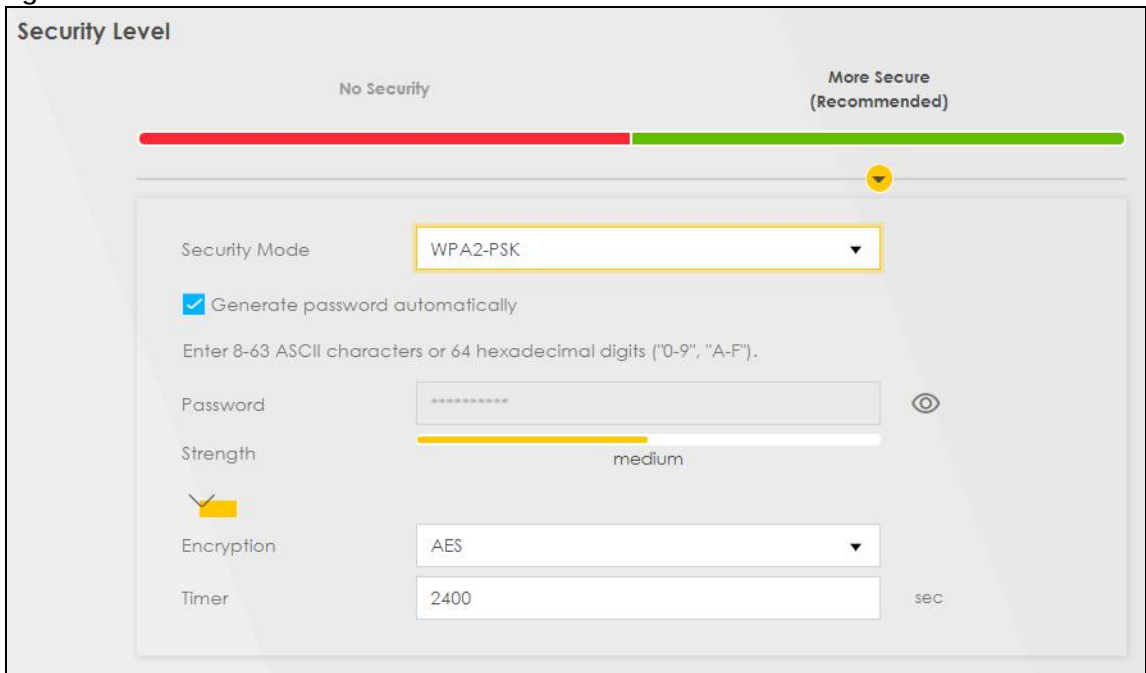 Security Level
No Security
More Secure
(Recommended)
Security Mode
WPA2-PSK
Generate password automatically
Enter 8-63 ASCII characters or 64 hexadecimal digits ("0-9", "A-F").
Password
**********
Strength
medium
Encryption
AES
Timer
2400
sec